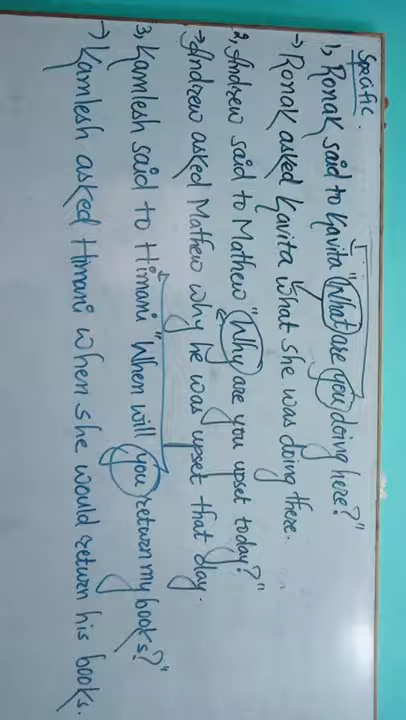 Specific.
1, Ronak said to Kavita "What are you doing here?"
→ Ronak asked Kavita what she was doing there.
2, Andrew said to Mathew "Why are you upset today?"
→ Andrew asked Mathew why he was upset that day.
3, Kamlesh said to Himani "When will you return my books?"
→ Kamlesh asked Himani when she would return his books.